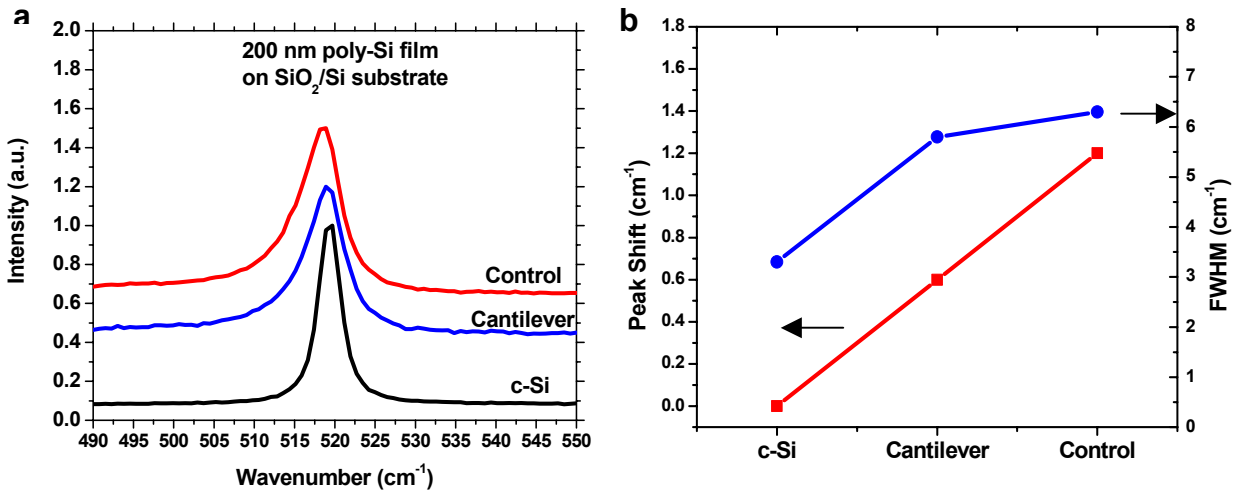 a
200 nm poly-Si film
on SiO₂/Si substrate
2.0
1.8
1.6
1.4
1.2
1.0
0.8
0.6
0.4
0.2
0.0
Intensity (a.u.)
Control
Cantilever
c-Si
490 495 500 505 510 515 520 525 530 535 540 545 550
Wavenumber (cm⁻¹)
b
1.8
1.6
1.4
1.2
1.0
0.8
0.6
0.4
0.2
0.0
Peak Shift (cm⁻¹)
8
7
6
5
4
3
2
1
0
FWHM (cm⁻¹)
c-Si Cantilever Control